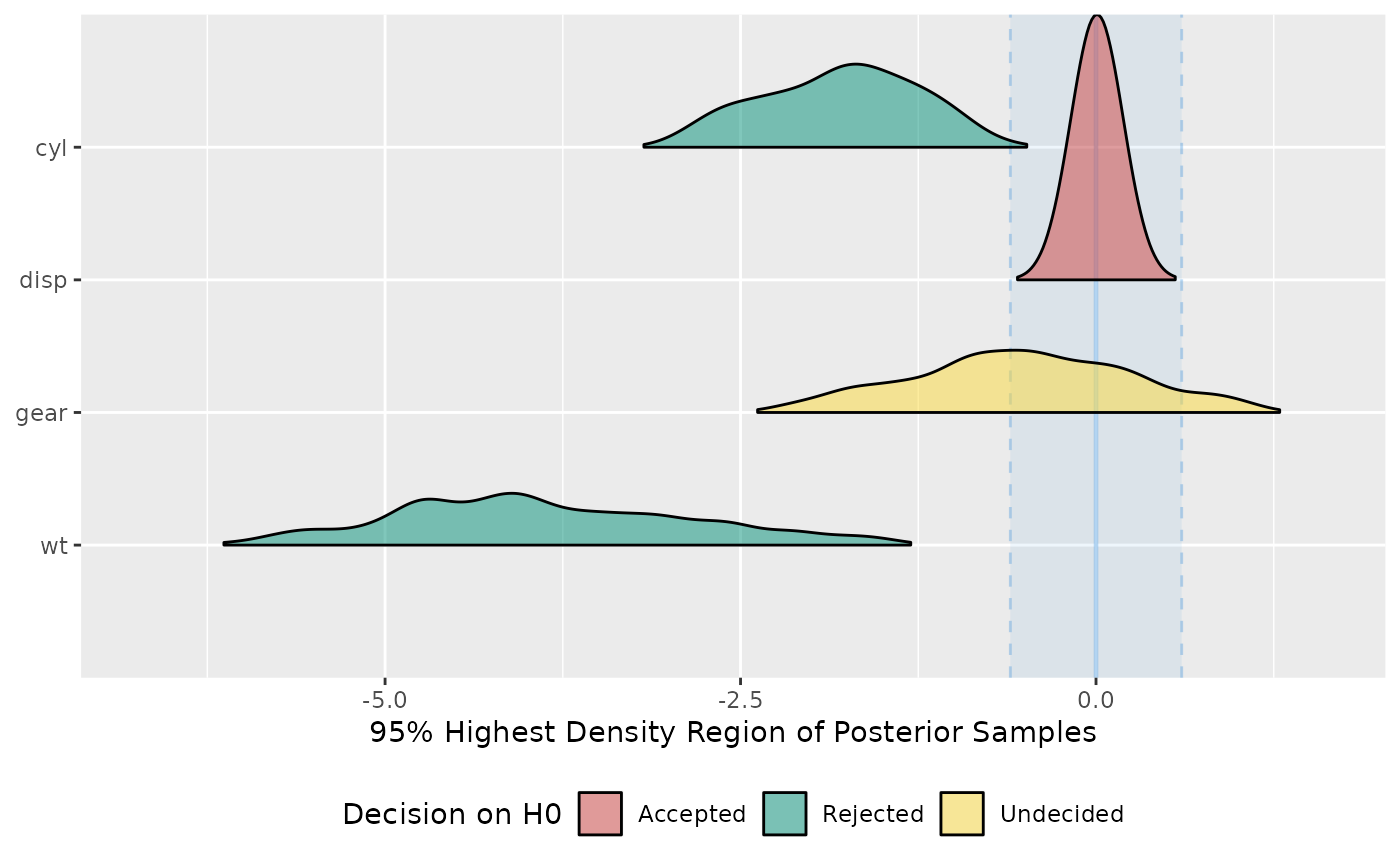 cyl
disp
gear
wt
-5.0 -2.5 0.0
95% Highest Density Region of Posterior Samples
Decision on H0 Accepted Rejected Undecided